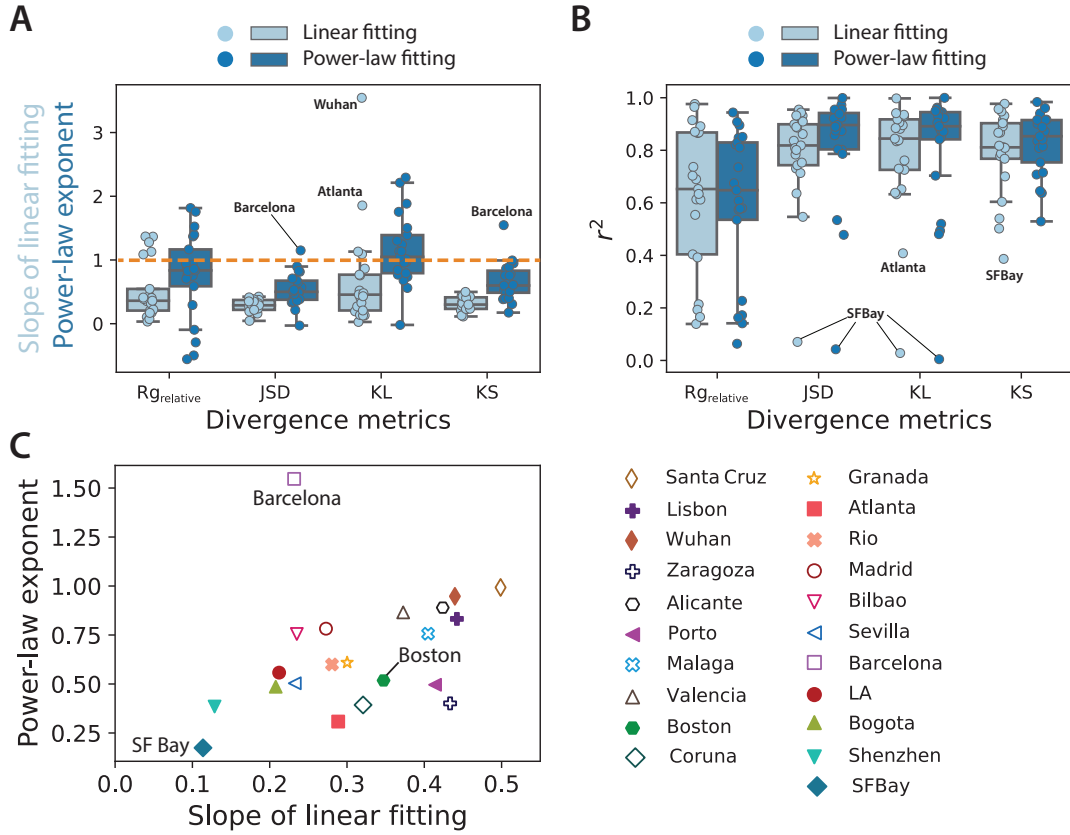 A
Linear fitting
Power-law fitting
Slope of linear fitting
Power-law exponent
3
2
1
0
Wuhan
Atlanta
Barcelona
Barcelona
Rgrelative
JSD
KL
KS
Divergence metrics
B
Linear fitting
Power-law fitting
r2
1.0
0.8
0.6
0.4
0.2
0.0
Atlanta
SFBay
SFBay
Rgrelative
JSD
KL
KS
Divergence metrics
C
Power-law exponent
1.50
1.25
1.00
0.75
0.50
0.25
Barcelona
Boston
SF Bay
0.0
0.1
0.2
0.3
0.4
0.5
Slope of linear fitting
Santa Cruz
Lisbon
Wuhan
Zaragoza
Alicante
Porto
Malaga
Valencia
Boston
Coruna
Granada
Atlanta
Rio
Madrid
Bilbao
Sevilla
Barcelona
LA
Bogota
Shenzhen
SFBay